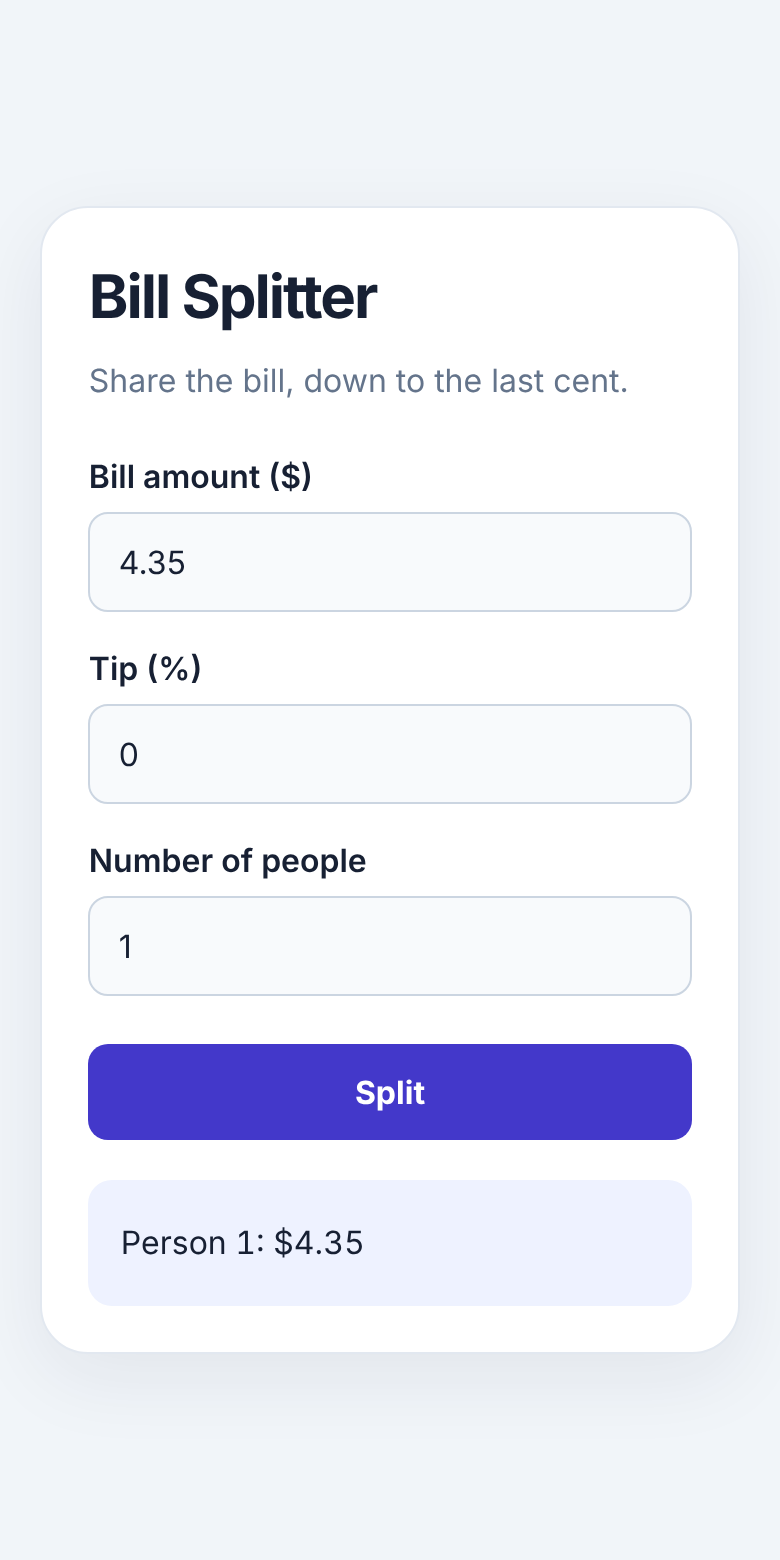 Bill Splitter
Share the bill, down to the last cent.
Bill amount ($)
4.35
Tip (%)
0
Number of people
1
Split
Person 1: $4.35